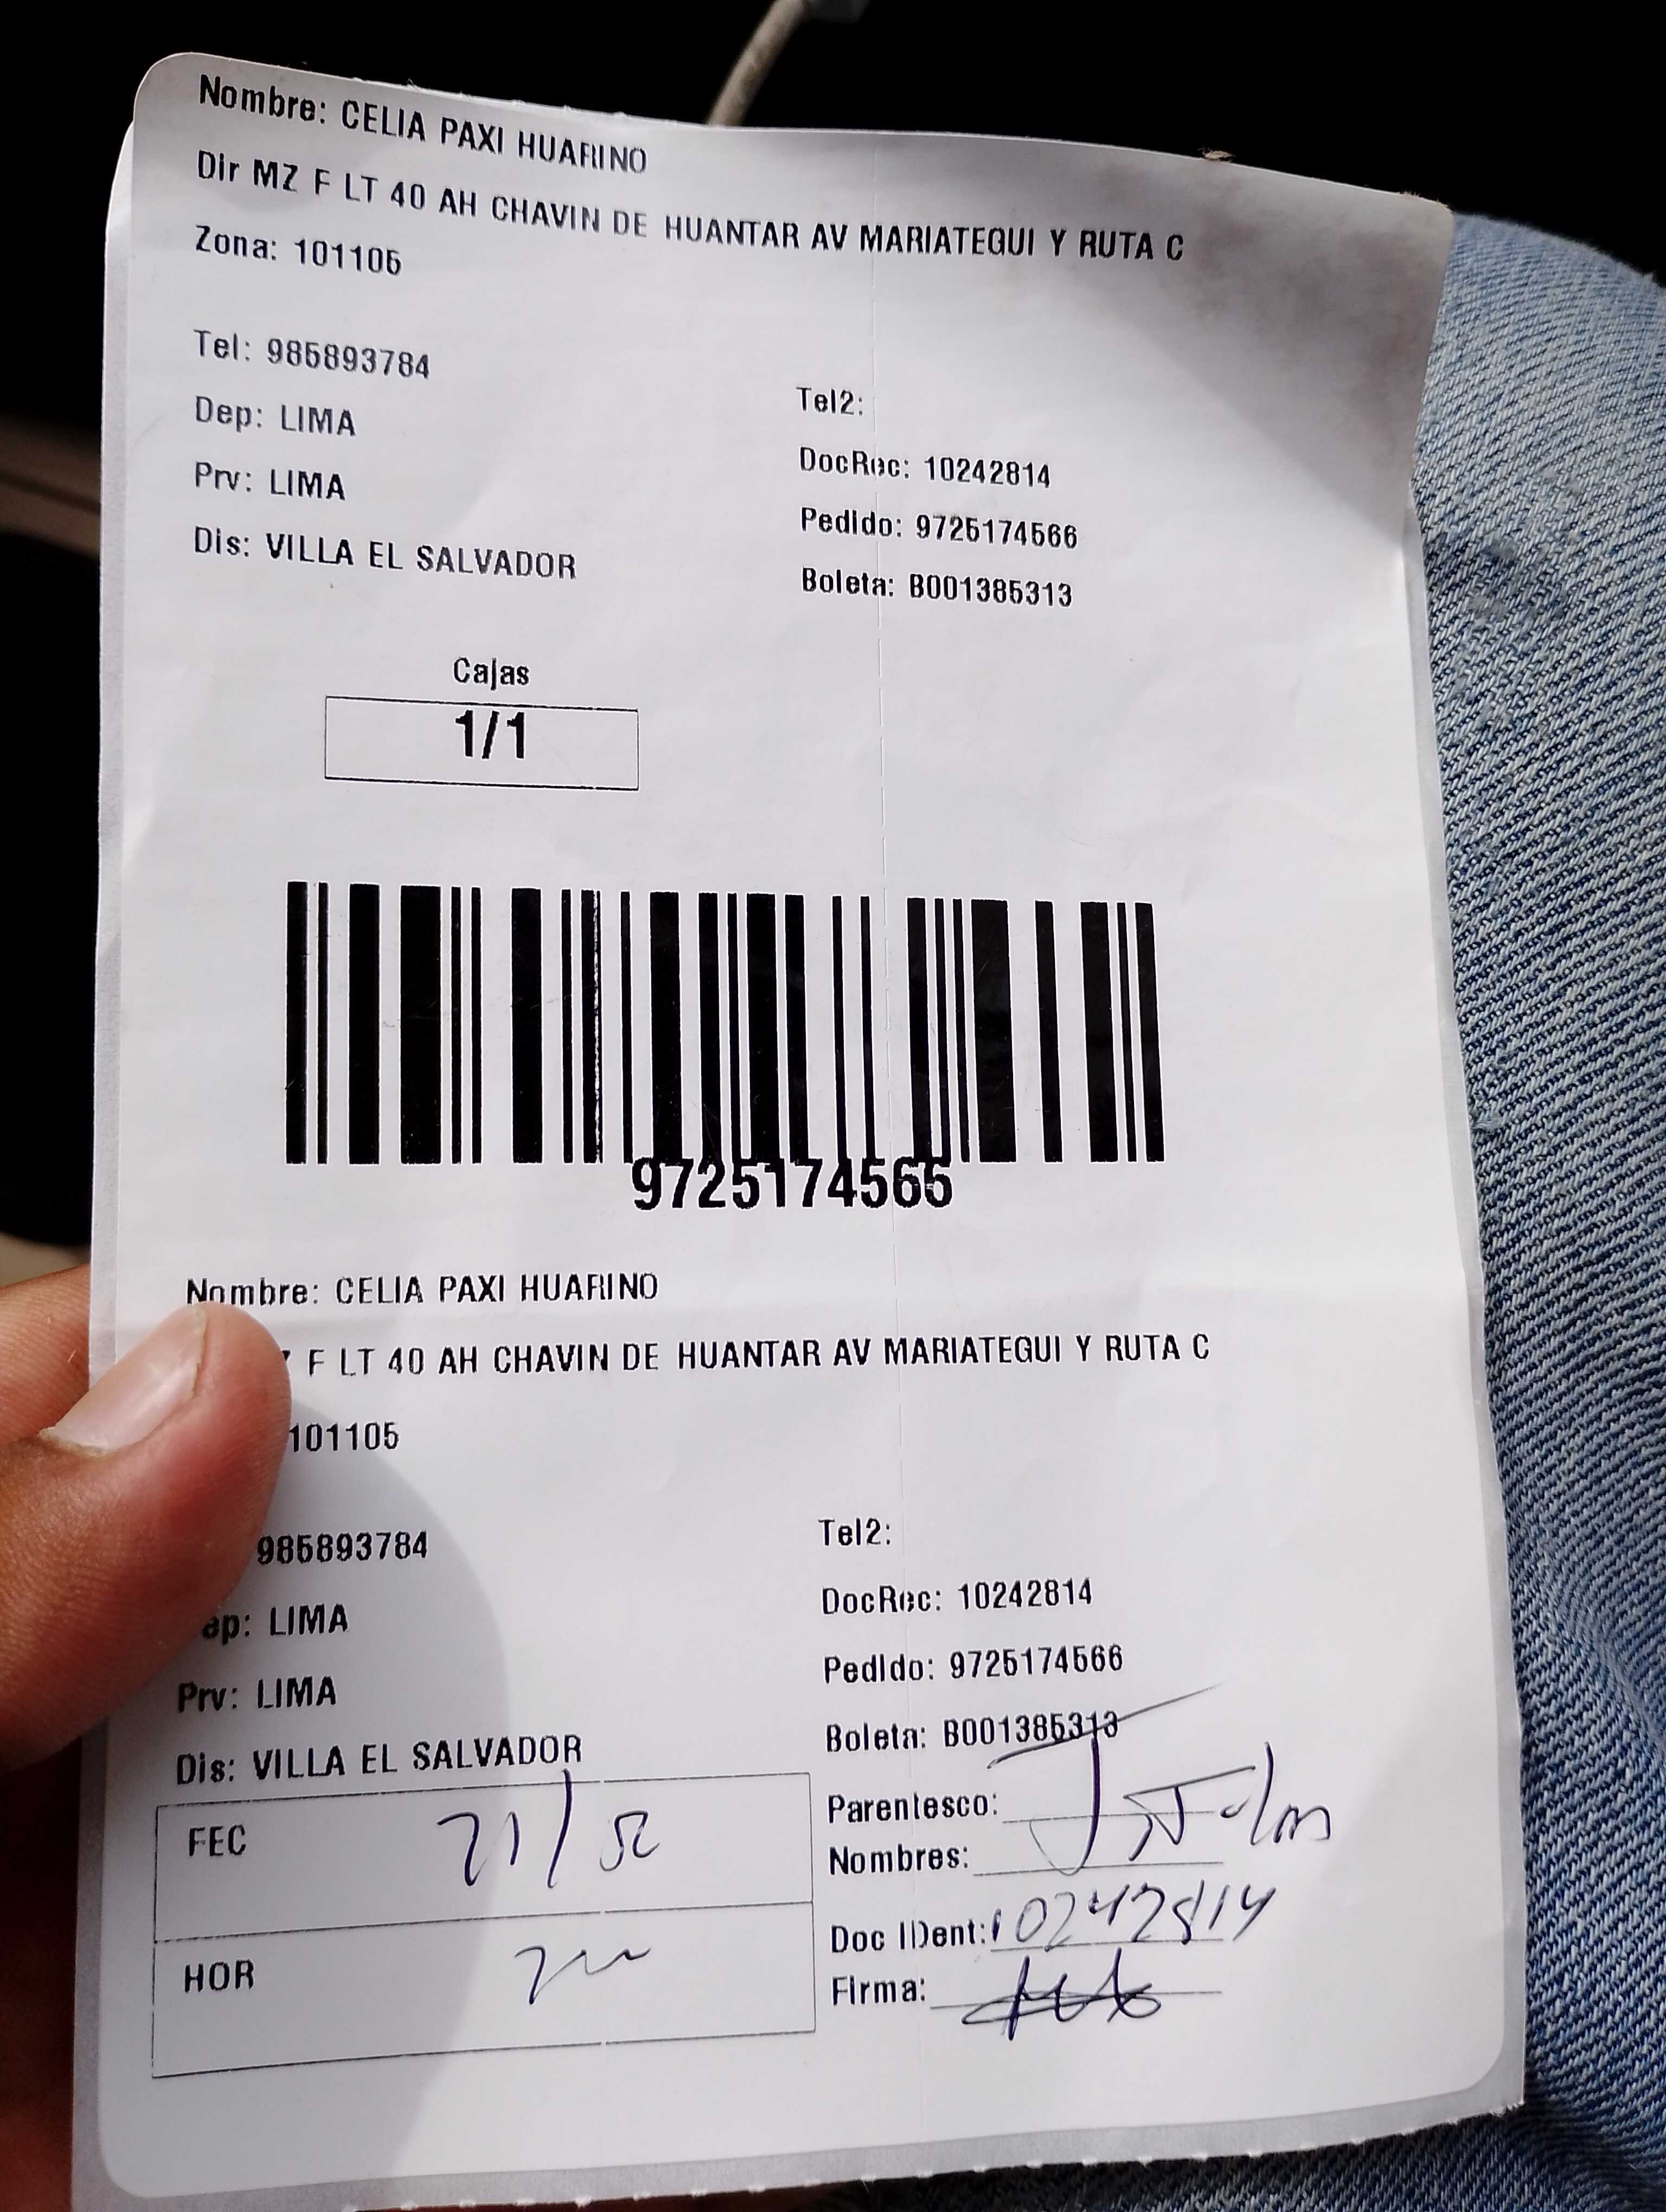 Nombre: CELIA PAXI HUARINO
Dir MZ F LT 40 AH CHAVIN DE HUANTAR AV MARIATEGUI Y RUTA C
Zona: 101105
Tel: 985893784
Tel2:
Dep: LIMA
DocRec: 10242814
Prv: LIMA
Pedido: 9725174566
Dis: VILLA EL SALVADOR
Boleta: B001385313
Cajas
1/1
9725174566
Nombre: CELIA PAXI HUARINO
F LT 40 AH CHAVIN DE HUANTAR AV MARIATEGUI Y RUTA C
101105
985893784
Tel2:
ep: LIMA
DocRec: 10242814
Prv: LIMA
Pedido: 9725174566
Dis: VILLA EL SALVADOR
Boleta: B001385313
FEC
Parentesco:
Nombres:
HOR
Doc IDent: 10242814
Firma: